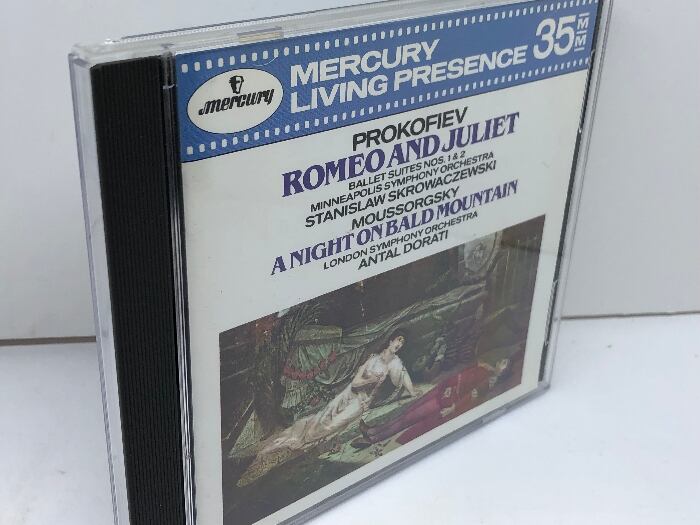 mercury
MERCURY
LIVING PRESENCE
35MM
PROKOFIEV
ROMEO AND JULIET
BALLET SUITES NOS. 1 & 2
MINNEAPOLIS SYMPHONY ORCHESTRA
STANISLAW SKROWACZEWSKI
MOUSSORGSKY
A NIGHT ON BALD MOUNTAIN
LONDON SYMPHONY ORCHESTRA
ANTAL DORATI